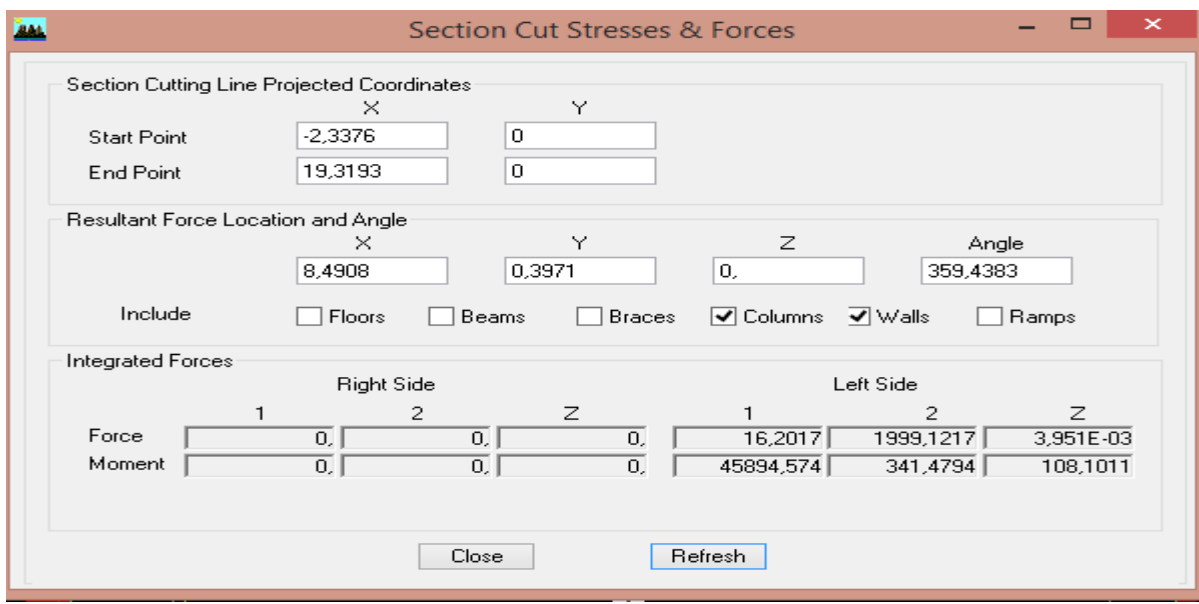 Section Cut Stresses & Forces
Section Cutting Line Projected Coordinates
X Y
Start Point -2,3376 0
End Point 19,3193 0
Resultant Force Location and Angle
X Y Z Angle
8,4908 0,3971 0, 359,4383
Include Floors Beams Braces Columns Walls Ramps
Integrated Forces
Right Side Left Side
1 2 Z 1 2 Z
Force 0, 0, 0, 16,2017 1999,1217 3,951E-03
Moment 0, 0, 0, 45894,574 341,4794 108,1011
Close Refresh